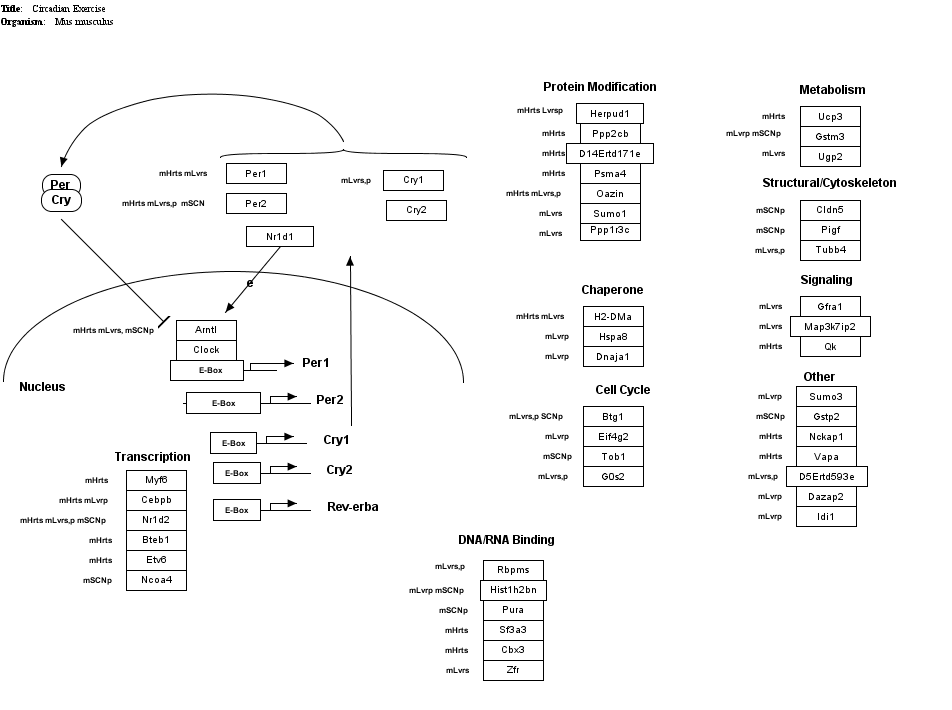 Title: Circadian Exercise
Organism: Mus musculus
Per
Cry
mHrts mLvrs Per1
mHrts mLvrs,p mSCN Per2
mLvrs,p Cry1
Cry2
Nr1d1
e
mHrts mLvrs, mSCNp Arntl
Clock
E-Box Per1
E-Box Per2
E-Box Cry1
E-Box Cry2
E-Box Rev-erba
Nucleus
Transcription
mHrts Myf6
mHrts mLvrp Cebpb
mHrts mLvrs,p mSCNp Nr1d2
mHrts Bteb1
mHrts Etv6
mSCNp Ncoa4
Protein Modification
mHrts Lvrsp Herpud1
mHrts Ppp2cb
mHrts D14Ertd171e
mHrts Psma4
mHrts mLvrs,p Oazin
mLvrs Sumo1
mLvrs Ppp1r3c
Chaperone
mHrts mLvrs H2-DMa
mLvrp Hspa8
mLvrp Dnaja1
Cell Cycle
mLvrs,p SCNp Btg1
mLvrp Eif4g2
mSCNp Tob1
mLvrs,p G0s2
DNA/RNA Binding
mLvrs,p Rbpms
mLvrp mSCNp Hist1h2bn
mSCNp Pura
mHrts Sf3a3
mHrts Cbx3
mLvrs Zfr
Metabolism
mHrts Ucp3
mLvrp mSCNp Gstm3
mLvrs Ugp2
Structural/Cytoskeleton
mSCNp Cldn5
mSCNp Pigf
mLvrs,p Tubb4
Signaling
mLvrs Gfra1
mLvrs Map3k7ip2
mHrts Qk
Other
mLvrp Sumo3
mSCNp Gstp2
mHrts Nckap1
mHrts Vapa
mLvrs,p D5Ertd593e
mLvrp Dazap2
mLvrp Idi1